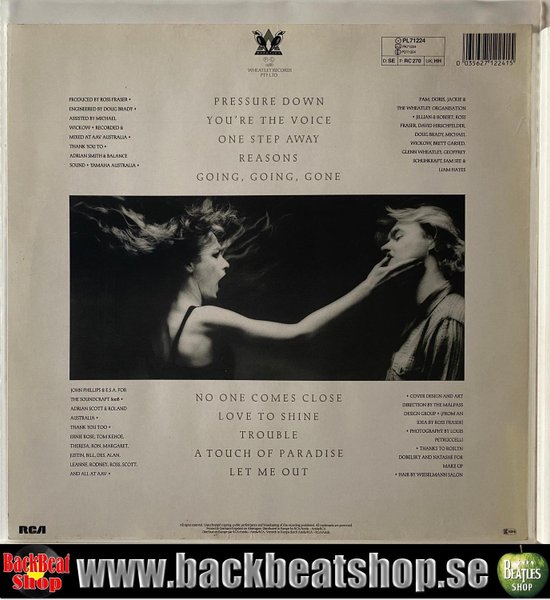 PL71224
D: SE F: RC 270 UK: HH
0 035627 122415
1986
WHEATLEY RECORDS
PTY LTD
PRODUCED BY ROSS FRASER •
ENGINEERED BY DOUG BRADY •
ASSISTED BY MICHAEL
WICKOW • RECORDED &
MIXED AT AAV AUSTRALIA •
THANK YOU TO •
ADRIAN SMITH & BALANCE
SOUND • YAMAHA AUSTRALIA •
PRESSURE DOWN
YOU'RE THE VOICE
ONE STEP AWAY
REASONS
GOING, GOING, GONE
PAM, DORIS, JACKIE &
THE WHEATLEY ORGANISATION
• JILLIAN & ROBERT, ROSS
FRASER, DAVID HIRSCHFELDER,
DOUG BRADY, MICHAEL
WICKOW, BRETT GARSED,
GLENN WHEATLEY, GEOFFREY
SCHUHKRAFT, SAM SEE &
LIAM HAYES
JOHN PHILLIPS & E.S.A. FOR
THE SOUNDCRAFT
ADRIAN SCOTT & ROLAND
AUSTRALIA •
THANK YOU TOO •
ERNIE ROSE, TOM KEHOE,
THERESA, RON, MARGARET,
JUSTIN, BILL, DES, ALAN,
LEANNE, RODNEY, ROSS, SCOTT,
AND ALL AT AAV •
NO ONE COMES CLOSE
LOVE TO SHINE
TROUBLE
A TOUCH OF PARADISE
LET ME OUT
• COVER DESIGN AND ART
DIRECTION BY THE MALPASS
DESIGN GROUP • (FROM AN
IDEA BY ROSS FRASER)
• PHOTOGRAPHY BY LOUIS
PETRUCCELLI
• THANKS TO ROSLYN
DOBELSKY AND NATASHE FOR
MAKE UP
• HAIR BY WEISELMANN SALON
RCA
BackBeat
Shop
www.backbeatshop.se
BEATLES
SHOP